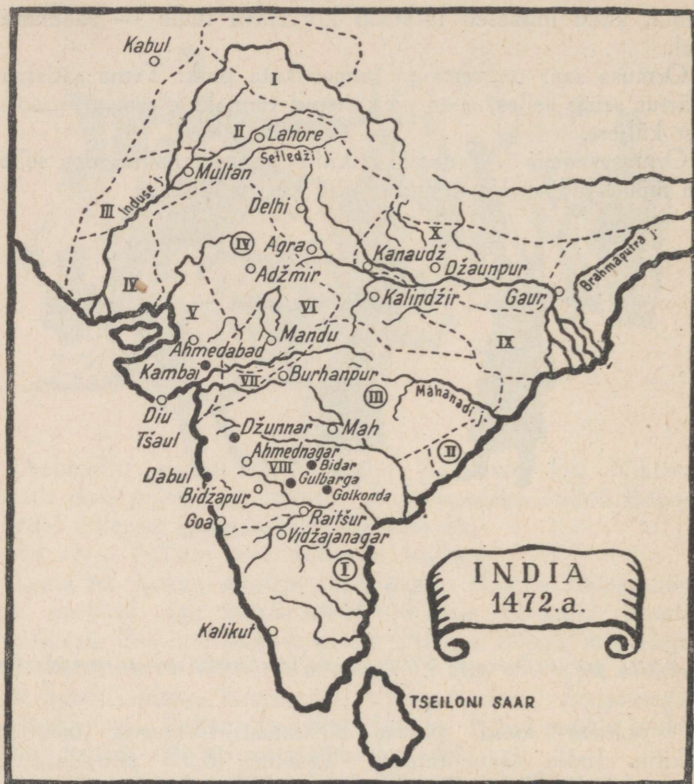 Kabul
I
II
Lahore
Setledži j.
Multan
III
Induse j.
Delhi
X
IV
Agra
Kanaudž
Džaunpur
Brahmaputra j.
IV
Adžmir
Kalindžir
Gaur
V
VI
Mandu
IX
Ahmedabad
Kambai
VII
Burhanpur
III
Mahanadi j.
Diu
Tšaul
Džunnar
Mah
II
Ahmednagar
VIII
Bidar
Dabul
Gulbarga
Bidžapur
Golkonda
Goa
Raitšur
Vidžajanagar
I
INDIA
1472.a.
Kalikut
TSEILONI SAAR